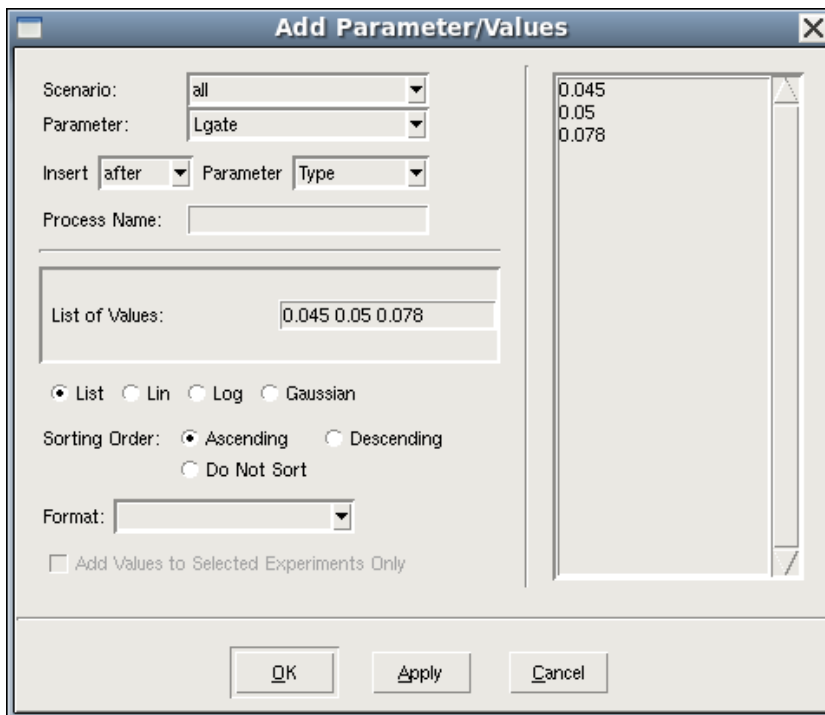 Add Parameter/Values
Scenario: all
Parameter: Lgate
Insert after Parameter Type
Process Name:
List of Values: 0.045 0.05 0.078
List Lin Log Gaussian
Sorting Order: Ascending Descending
Do Not Sort
Format:
Add Values to Selected Experiments Only
0.045
0.05
0.078
OK Apply Cancel